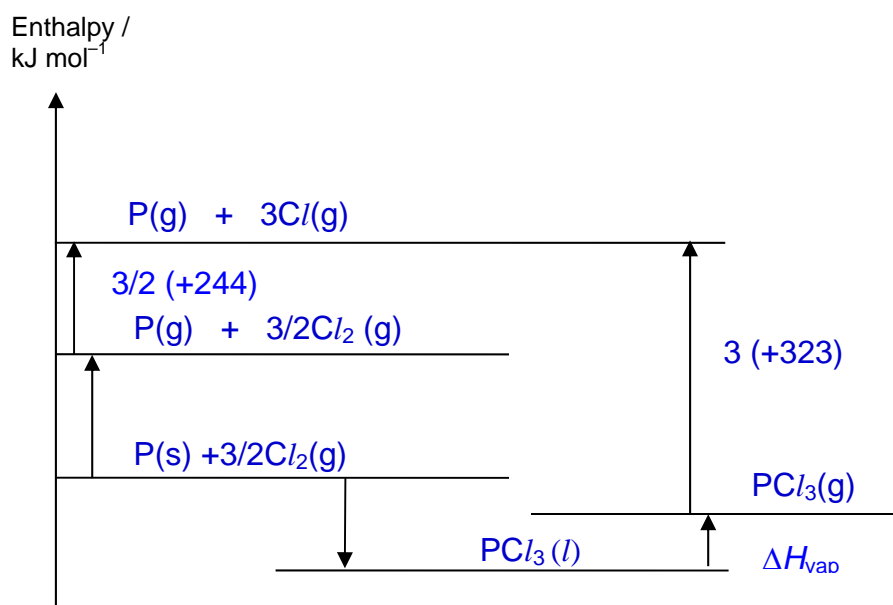 Enthalpy /
kJ mol⁻¹
P(g) + 3Cl(g)
3/2 (+244)
P(g) + 3/2Cl₂ (g)
3 (+323)
P(s) +3/2Cl₂(g)
PCl₃(g)
PCl₃ (l)
ΔHvap